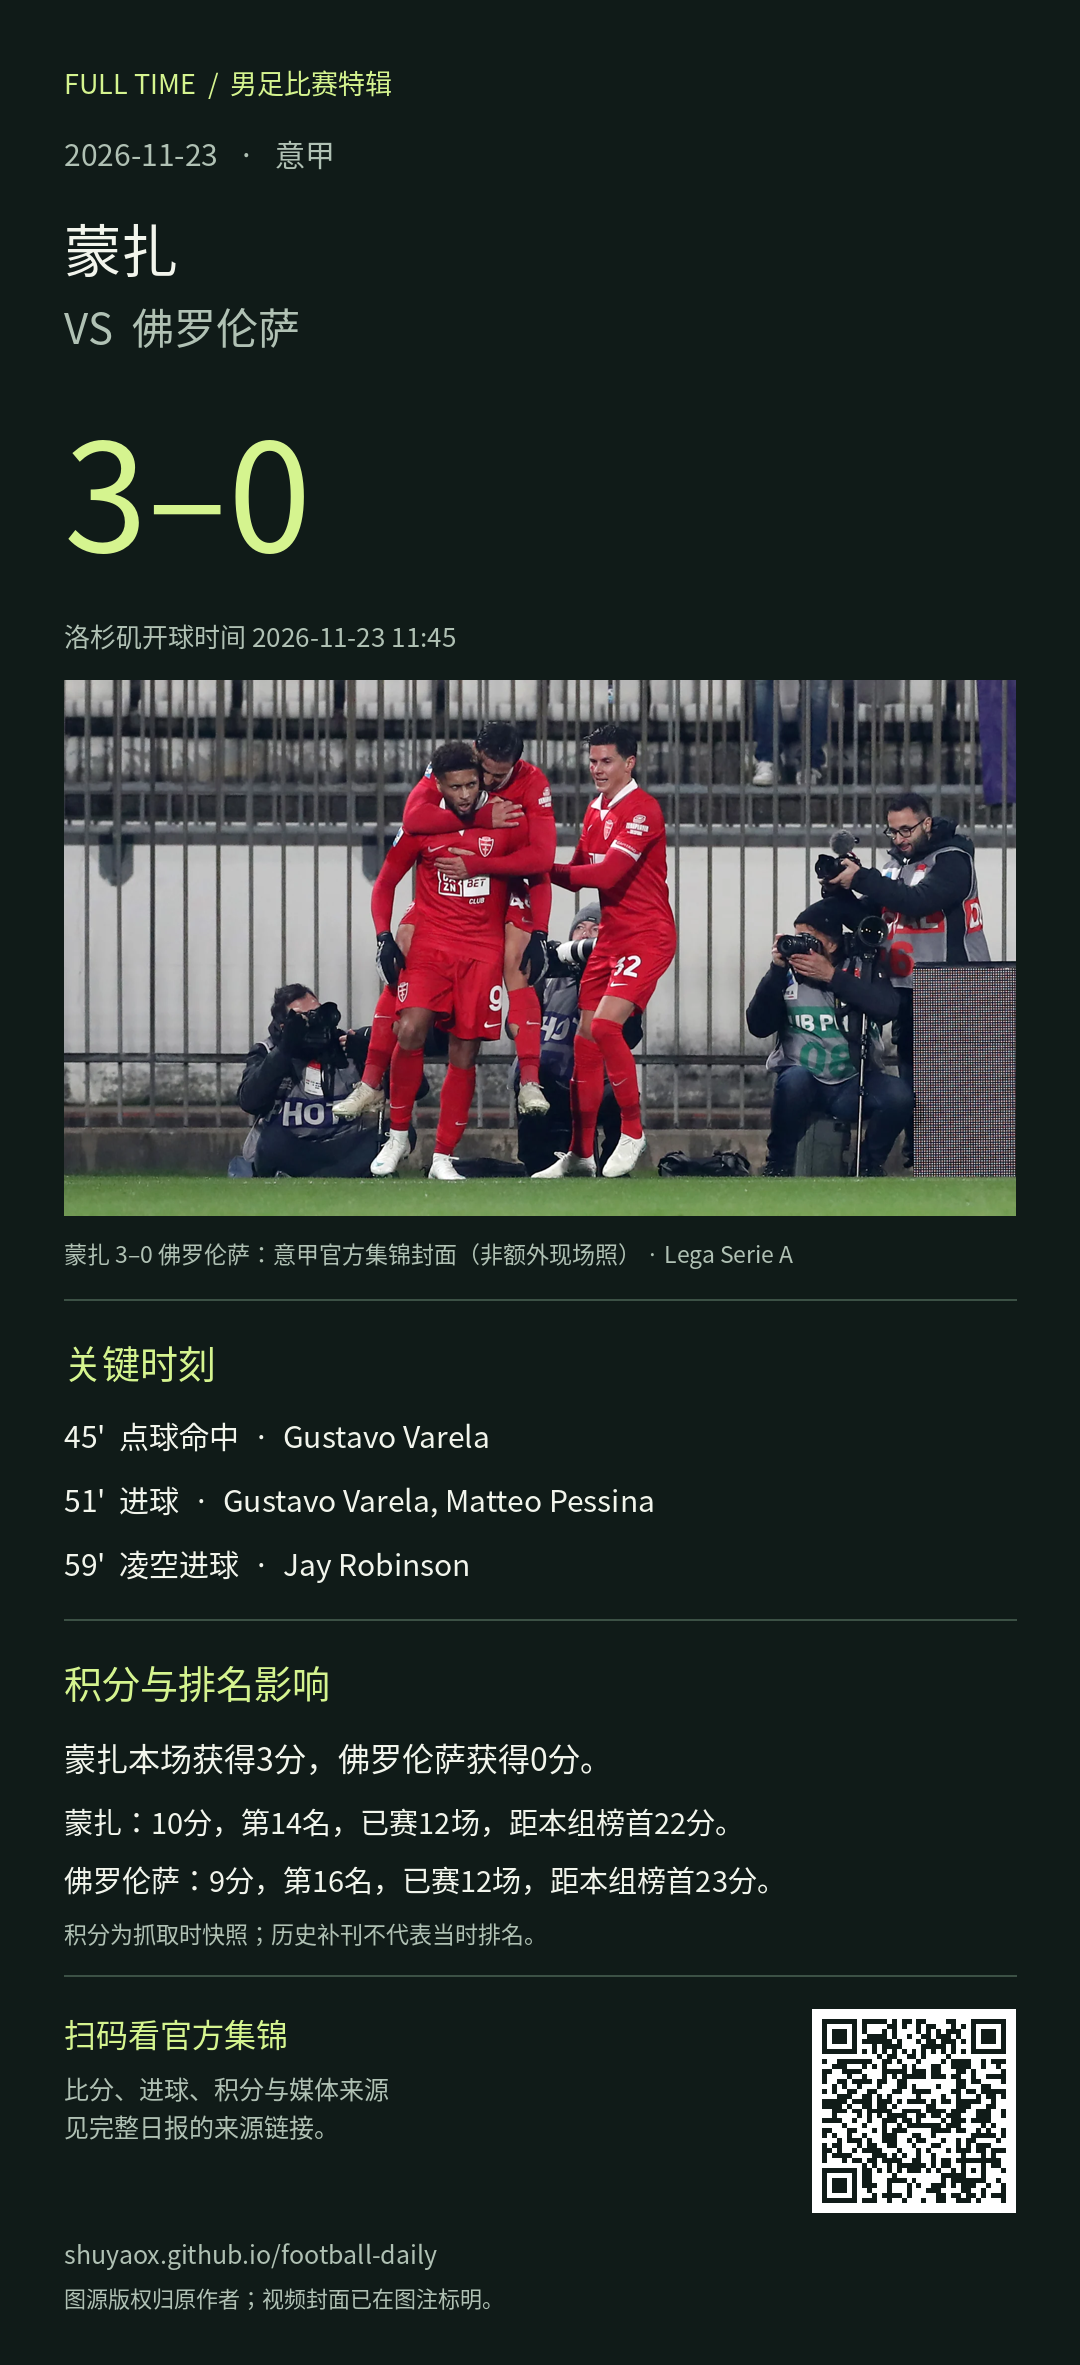 FULL TIME / 男足比赛特辑
2026-11-23 · 意甲
蒙扎
VS 佛罗伦萨
3–0
洛杉矶开球时间 2026-11-23 11:45
DAZN BET
CLUB
9
32
PHOT
08
蒙扎 3–0 佛罗伦萨：意甲官方集锦封面（非额外现场照） · Lega Serie A
关键时刻
45' 点球命中 · Gustavo Varela
51' 进球 · Gustavo Varela, Matteo Pessina
59' 凌空进球 · Jay Robinson
积分与排名影响
蒙扎本场获得3分，佛罗伦萨获得0分。
蒙扎：10分，第14名，已赛12场，距本组榜首22分。
佛罗伦萨：9分，第16名，已赛12场，距本组榜首23分。
积分为抓取时快照；历史补刊不代表当时排名。
扫码看官方集锦
比分、进球、积分与媒体来源
见完整日报的来源链接。
shuyaox.github.io/football-daily
图源版权归原作者；视频封面已在图注标明。